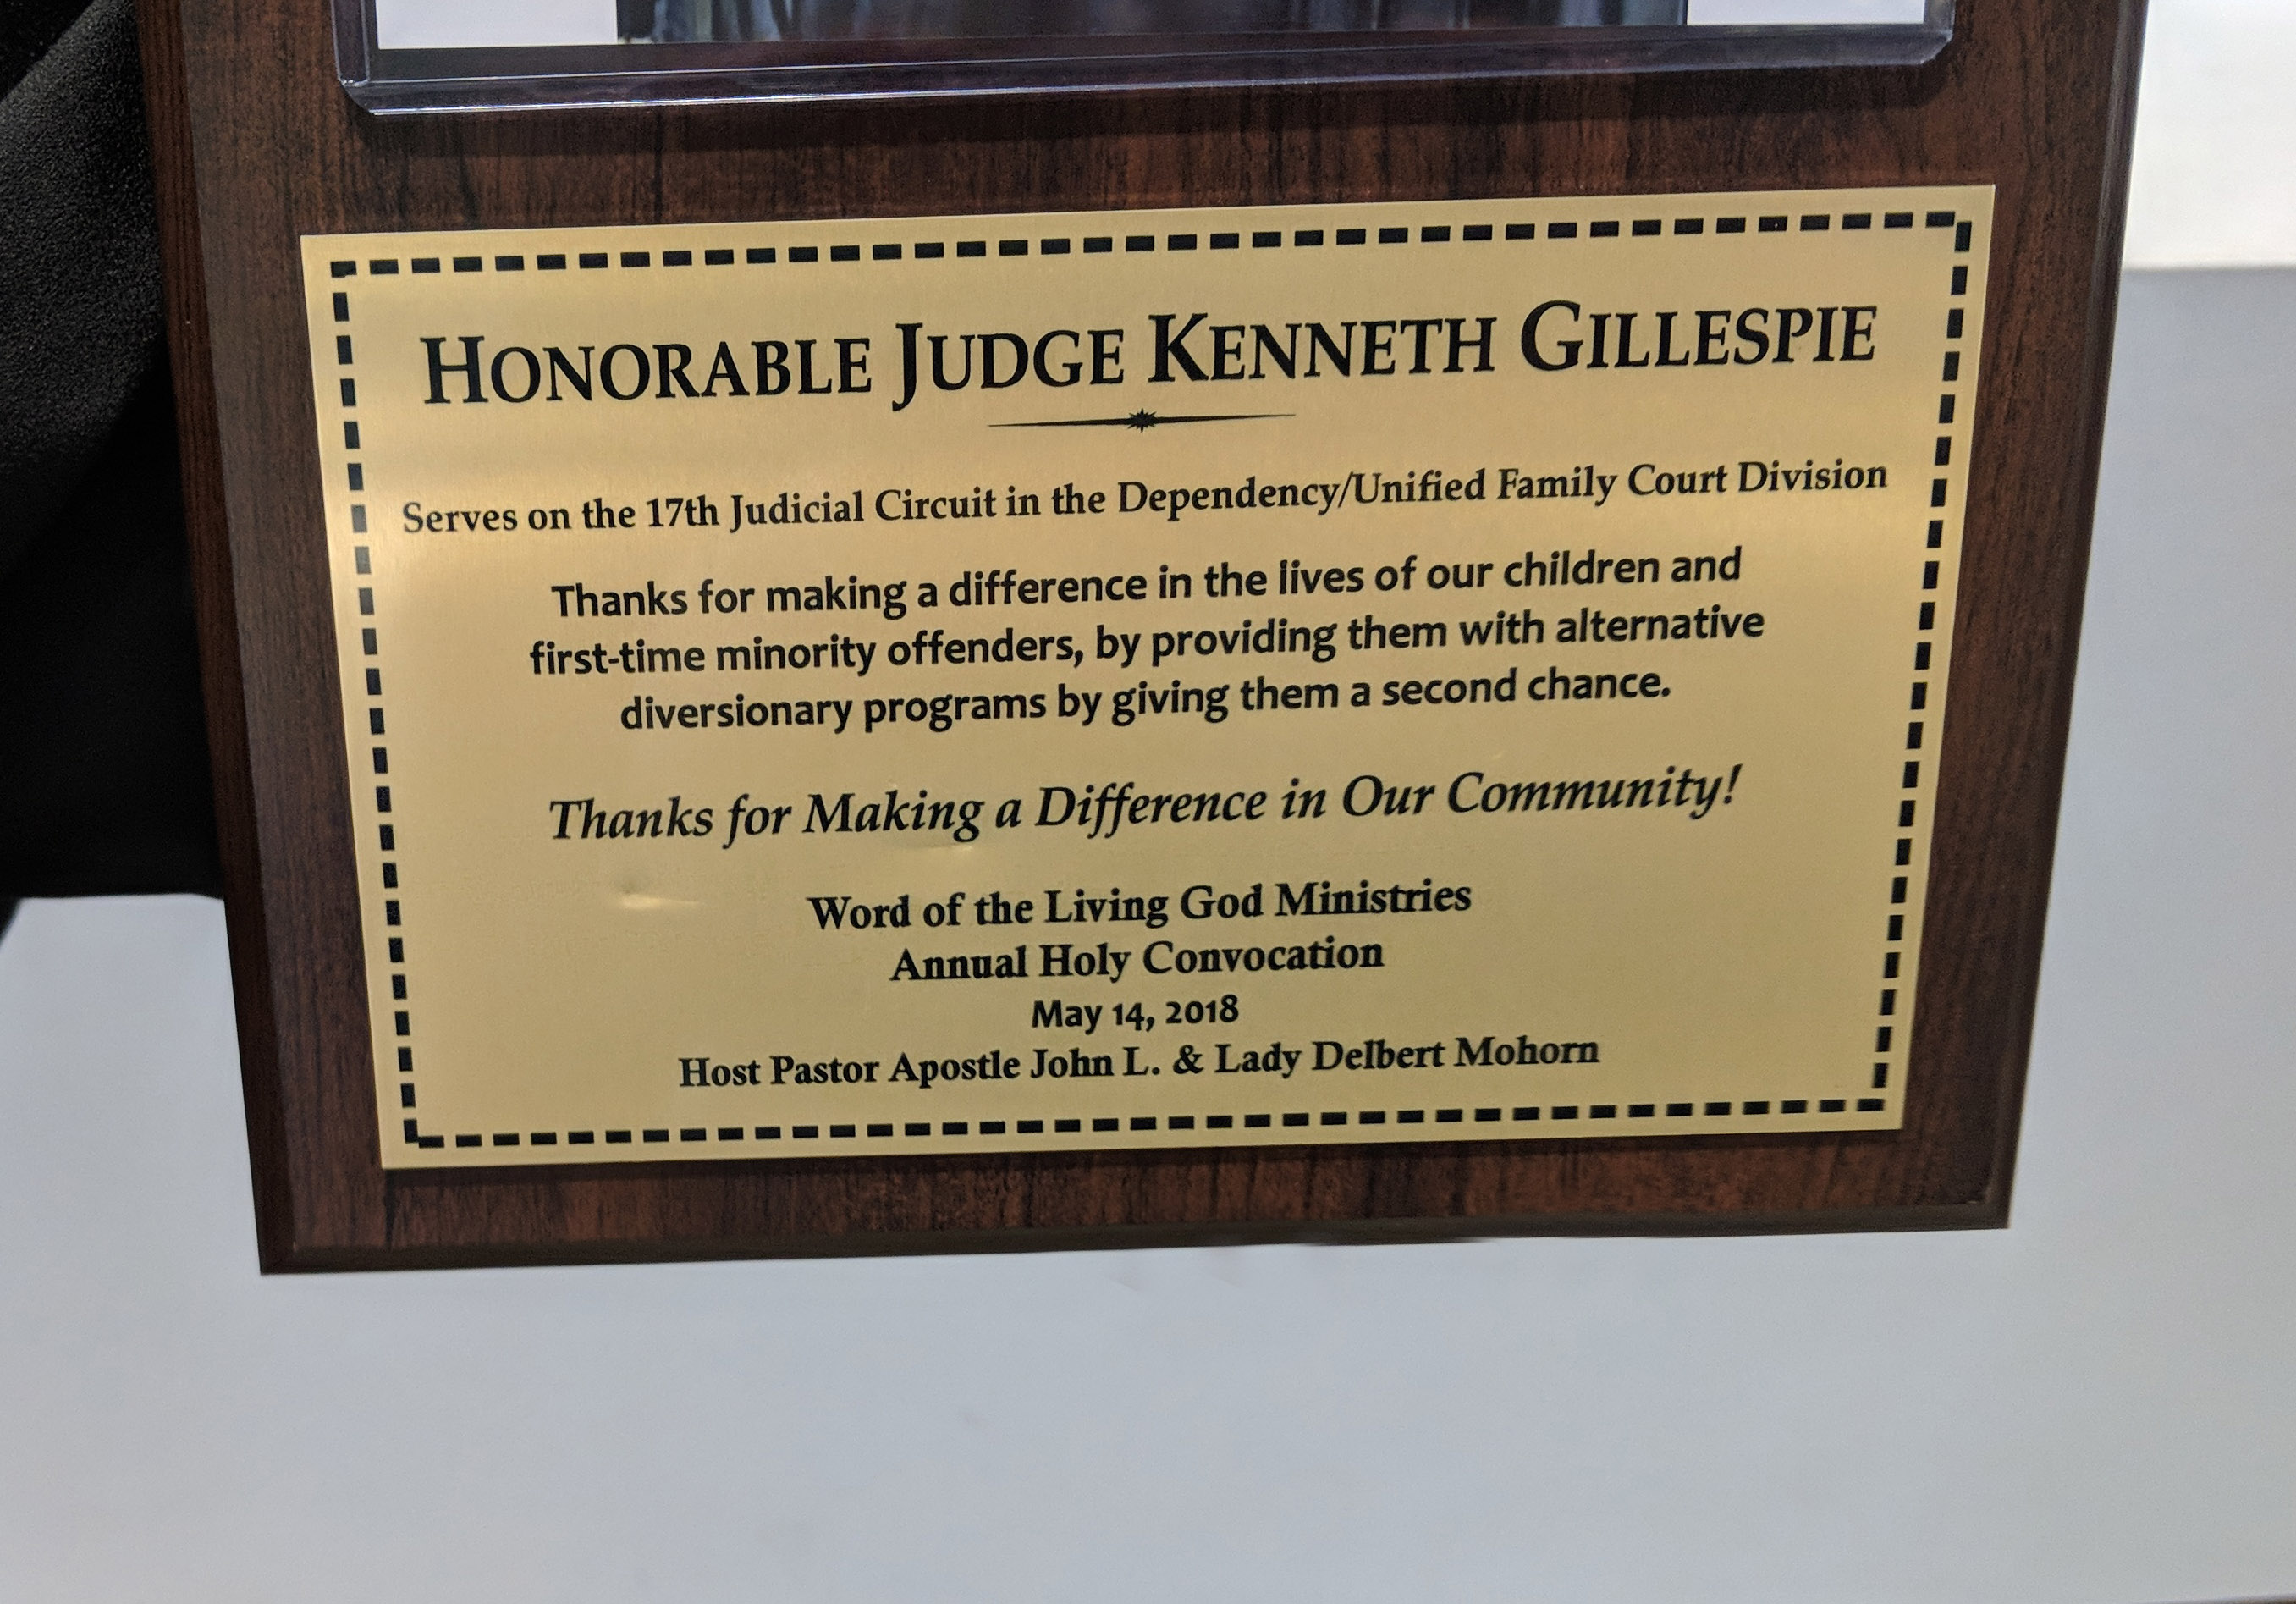 HONORABLE JUDGE KENNETH GILLESPIE
Serves on the 17th Judicial Circuit in the Dependency/Unified Family Court Division
Thanks for making a difference in the lives of our children and
first-time minority offenders, by providing them with alternative
diversionary programs by giving them a second chance.
Thanks for Making a Difference in Our Community!
Word of the Living God Ministries
Annual Holy Convocation
May 14, 2018
Host Pastor Apostle John L. & Lady Delbert Mohorn